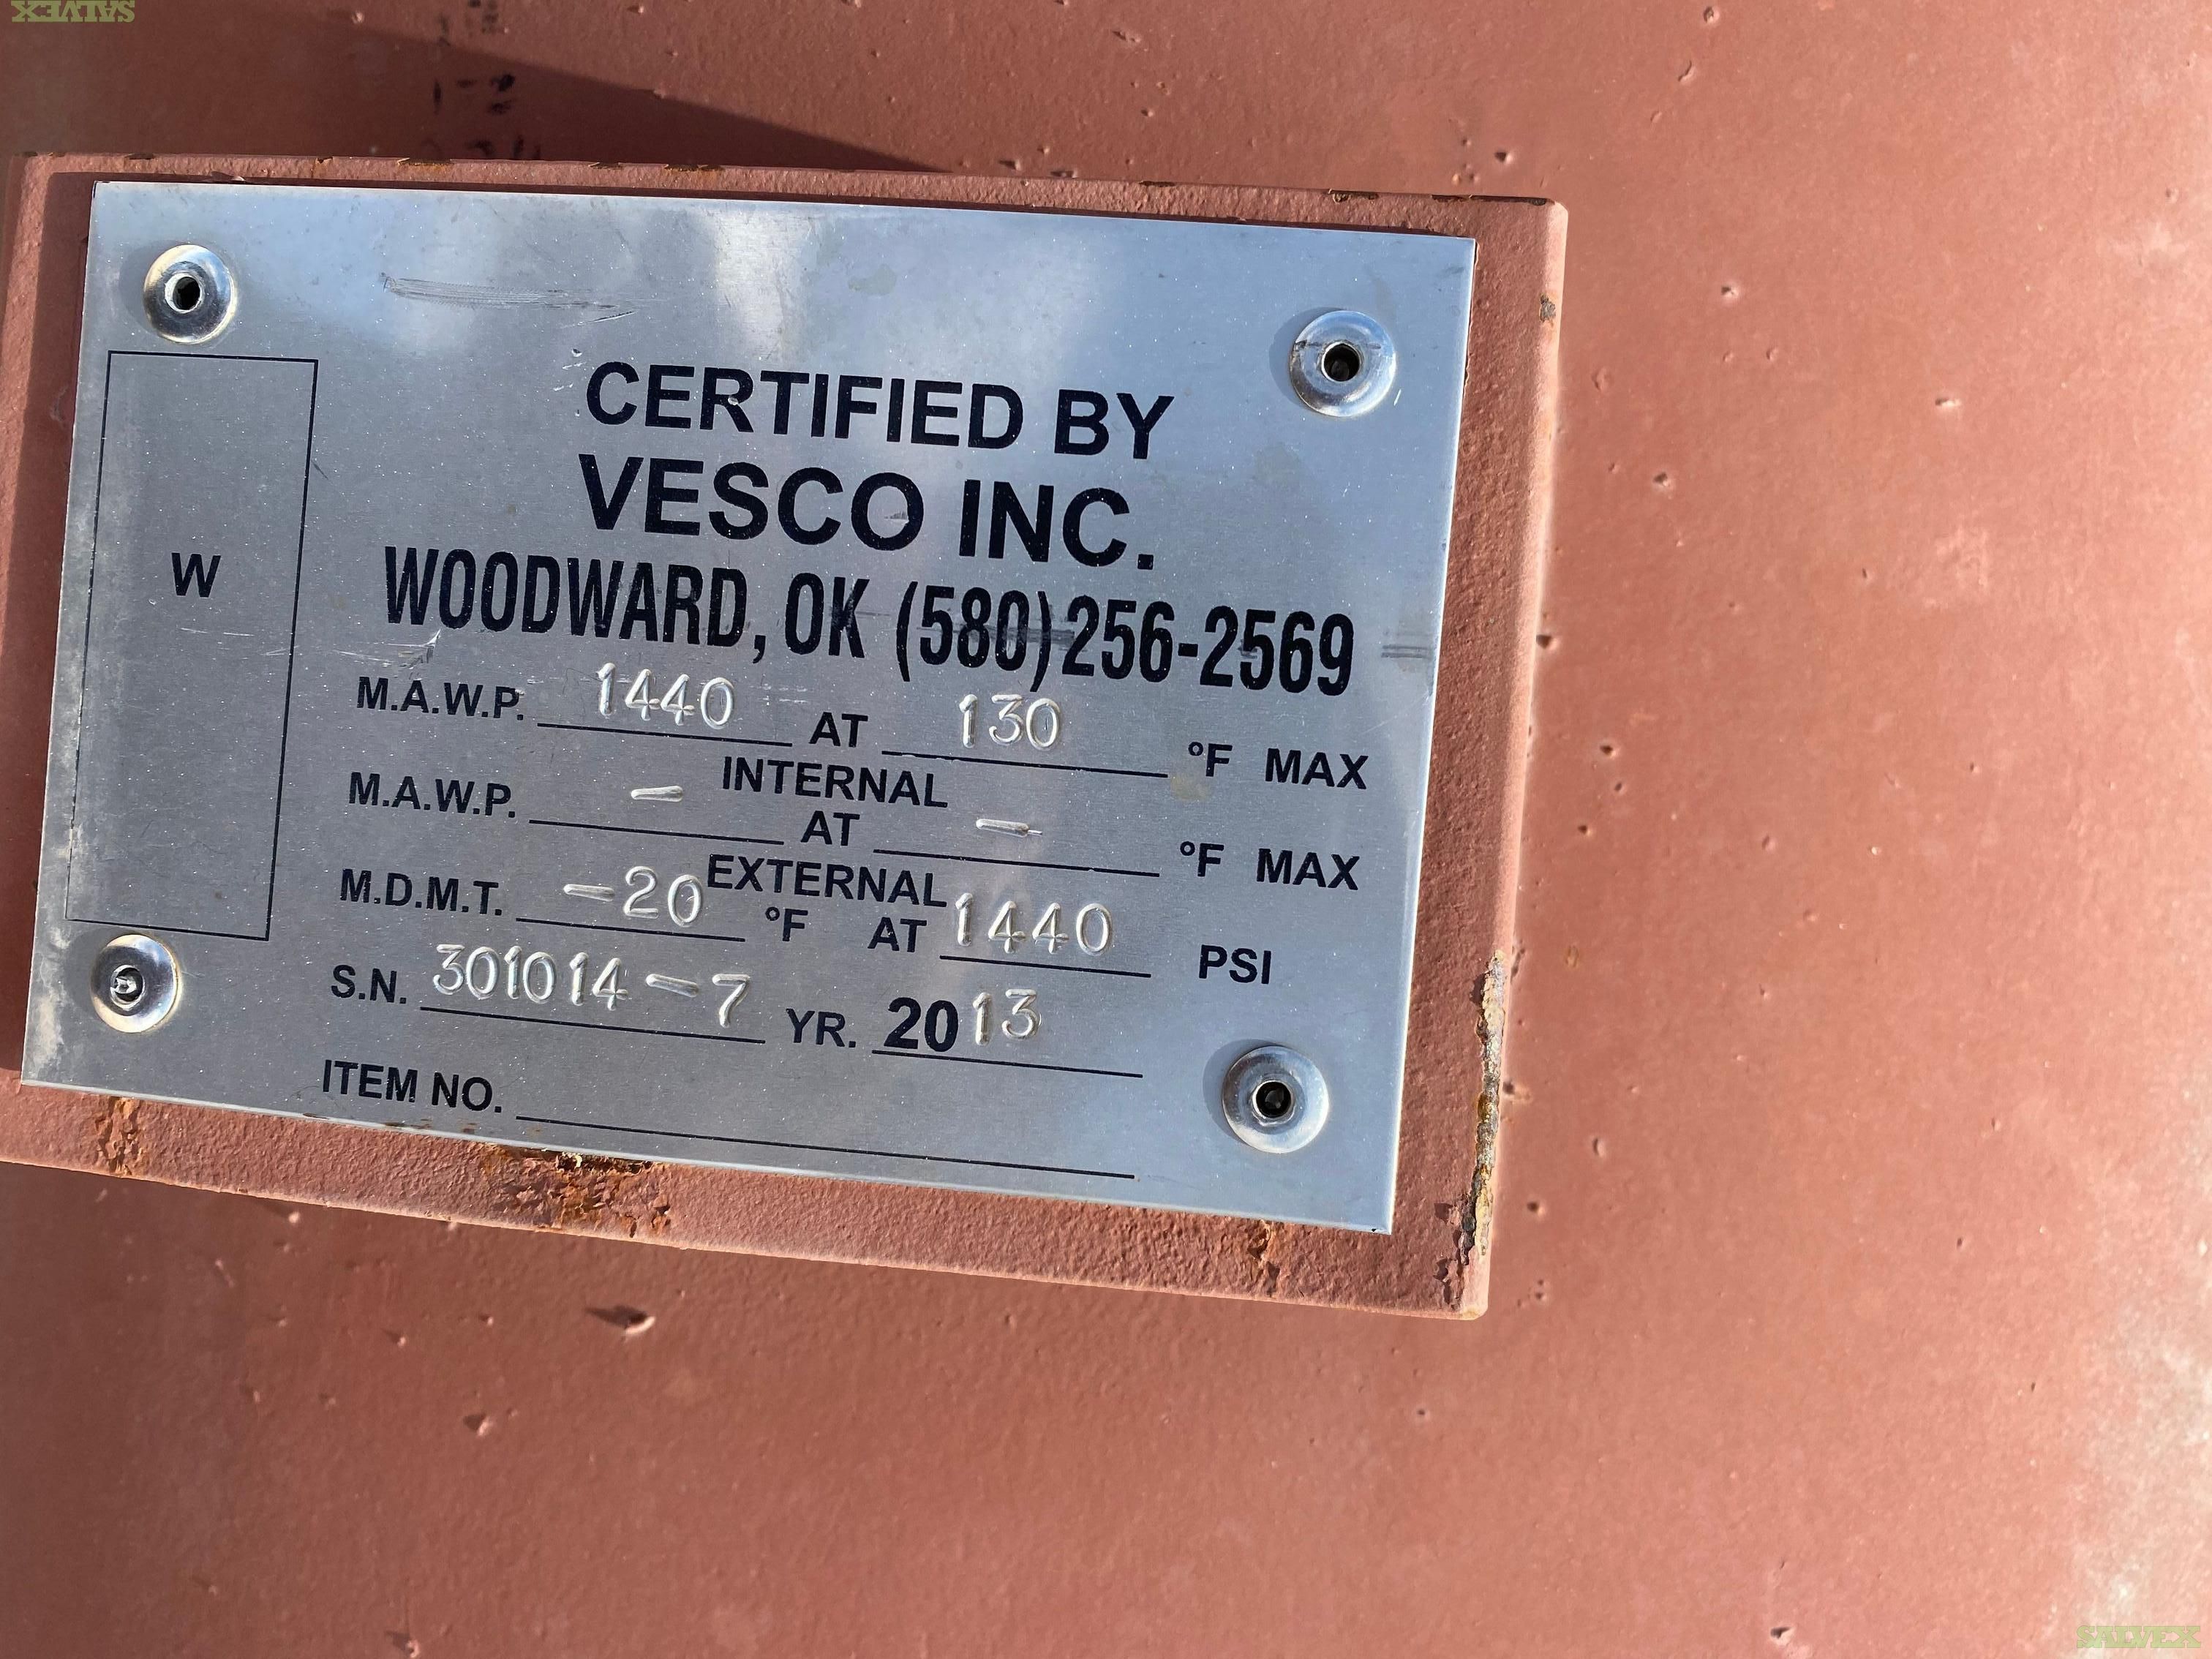 SALVEX
CERTIFIED BY
VESCO INC.
W
WOODWARD, OK (580)256-2569
M.A.W.P. 1440 AT 130 °F MAX
INTERNAL
M.A.W.P. - AT - °F MAX
EXTERNAL
M.D.M.T. -20 °F AT 1440 PSI
S.N. 301014-7 YR. 2013
ITEM NO.
SALVEX